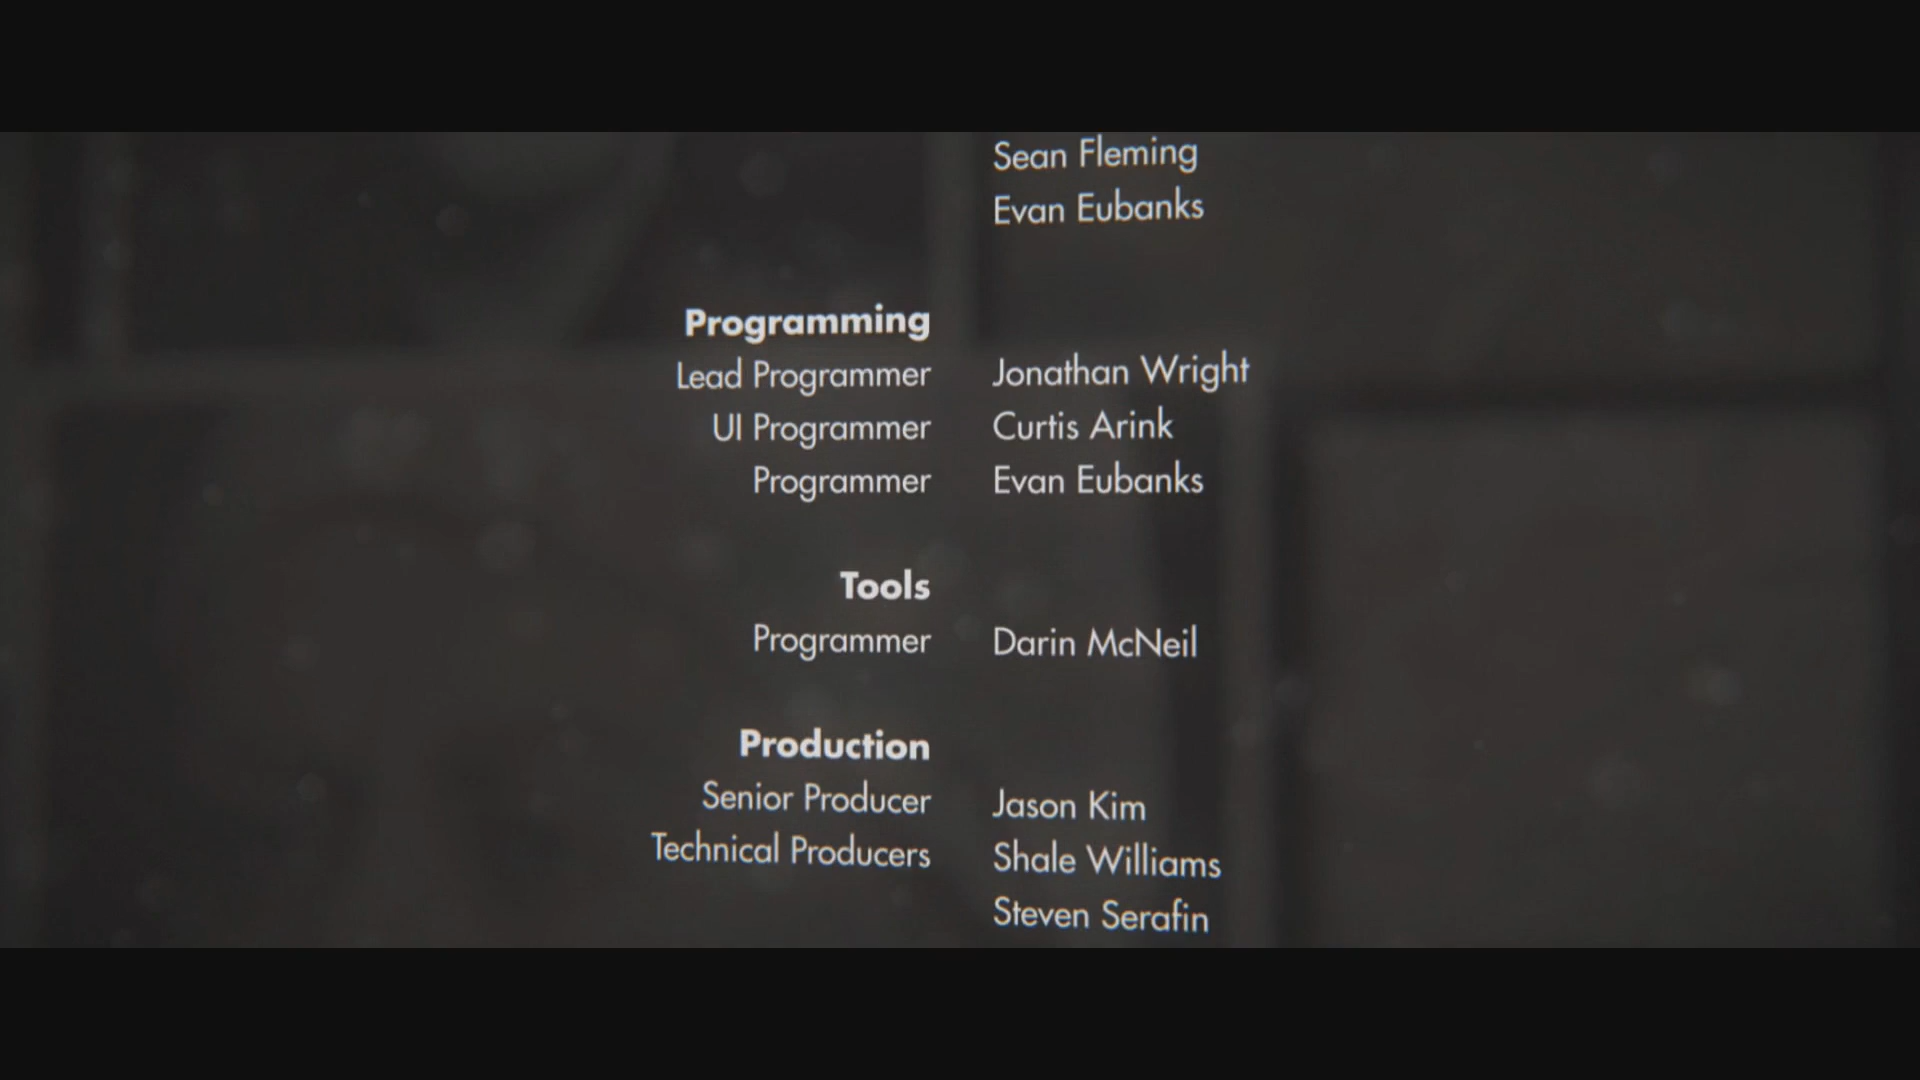 Sean Fleming
Evan Eubanks
Programming
Lead Programmer Jonathan Wright
UI Programmer Curtis Arink
Programmer Evan Eubanks
Tools
Programmer Darin McNeil
Production
Senior Producer Jason Kim
Technical Producers Shale Williams
Steven Serafin